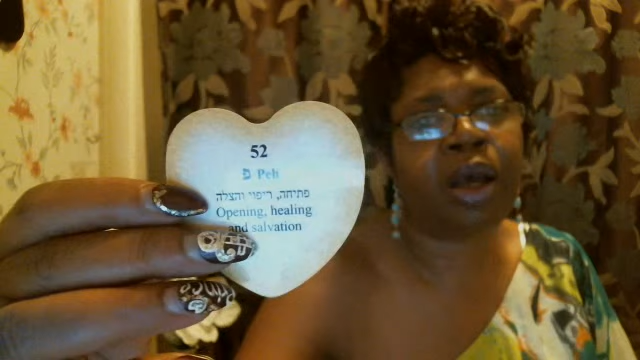 52
פ Peh
פתיחה, ריפוי והצלה
Opening, healing
and salvation